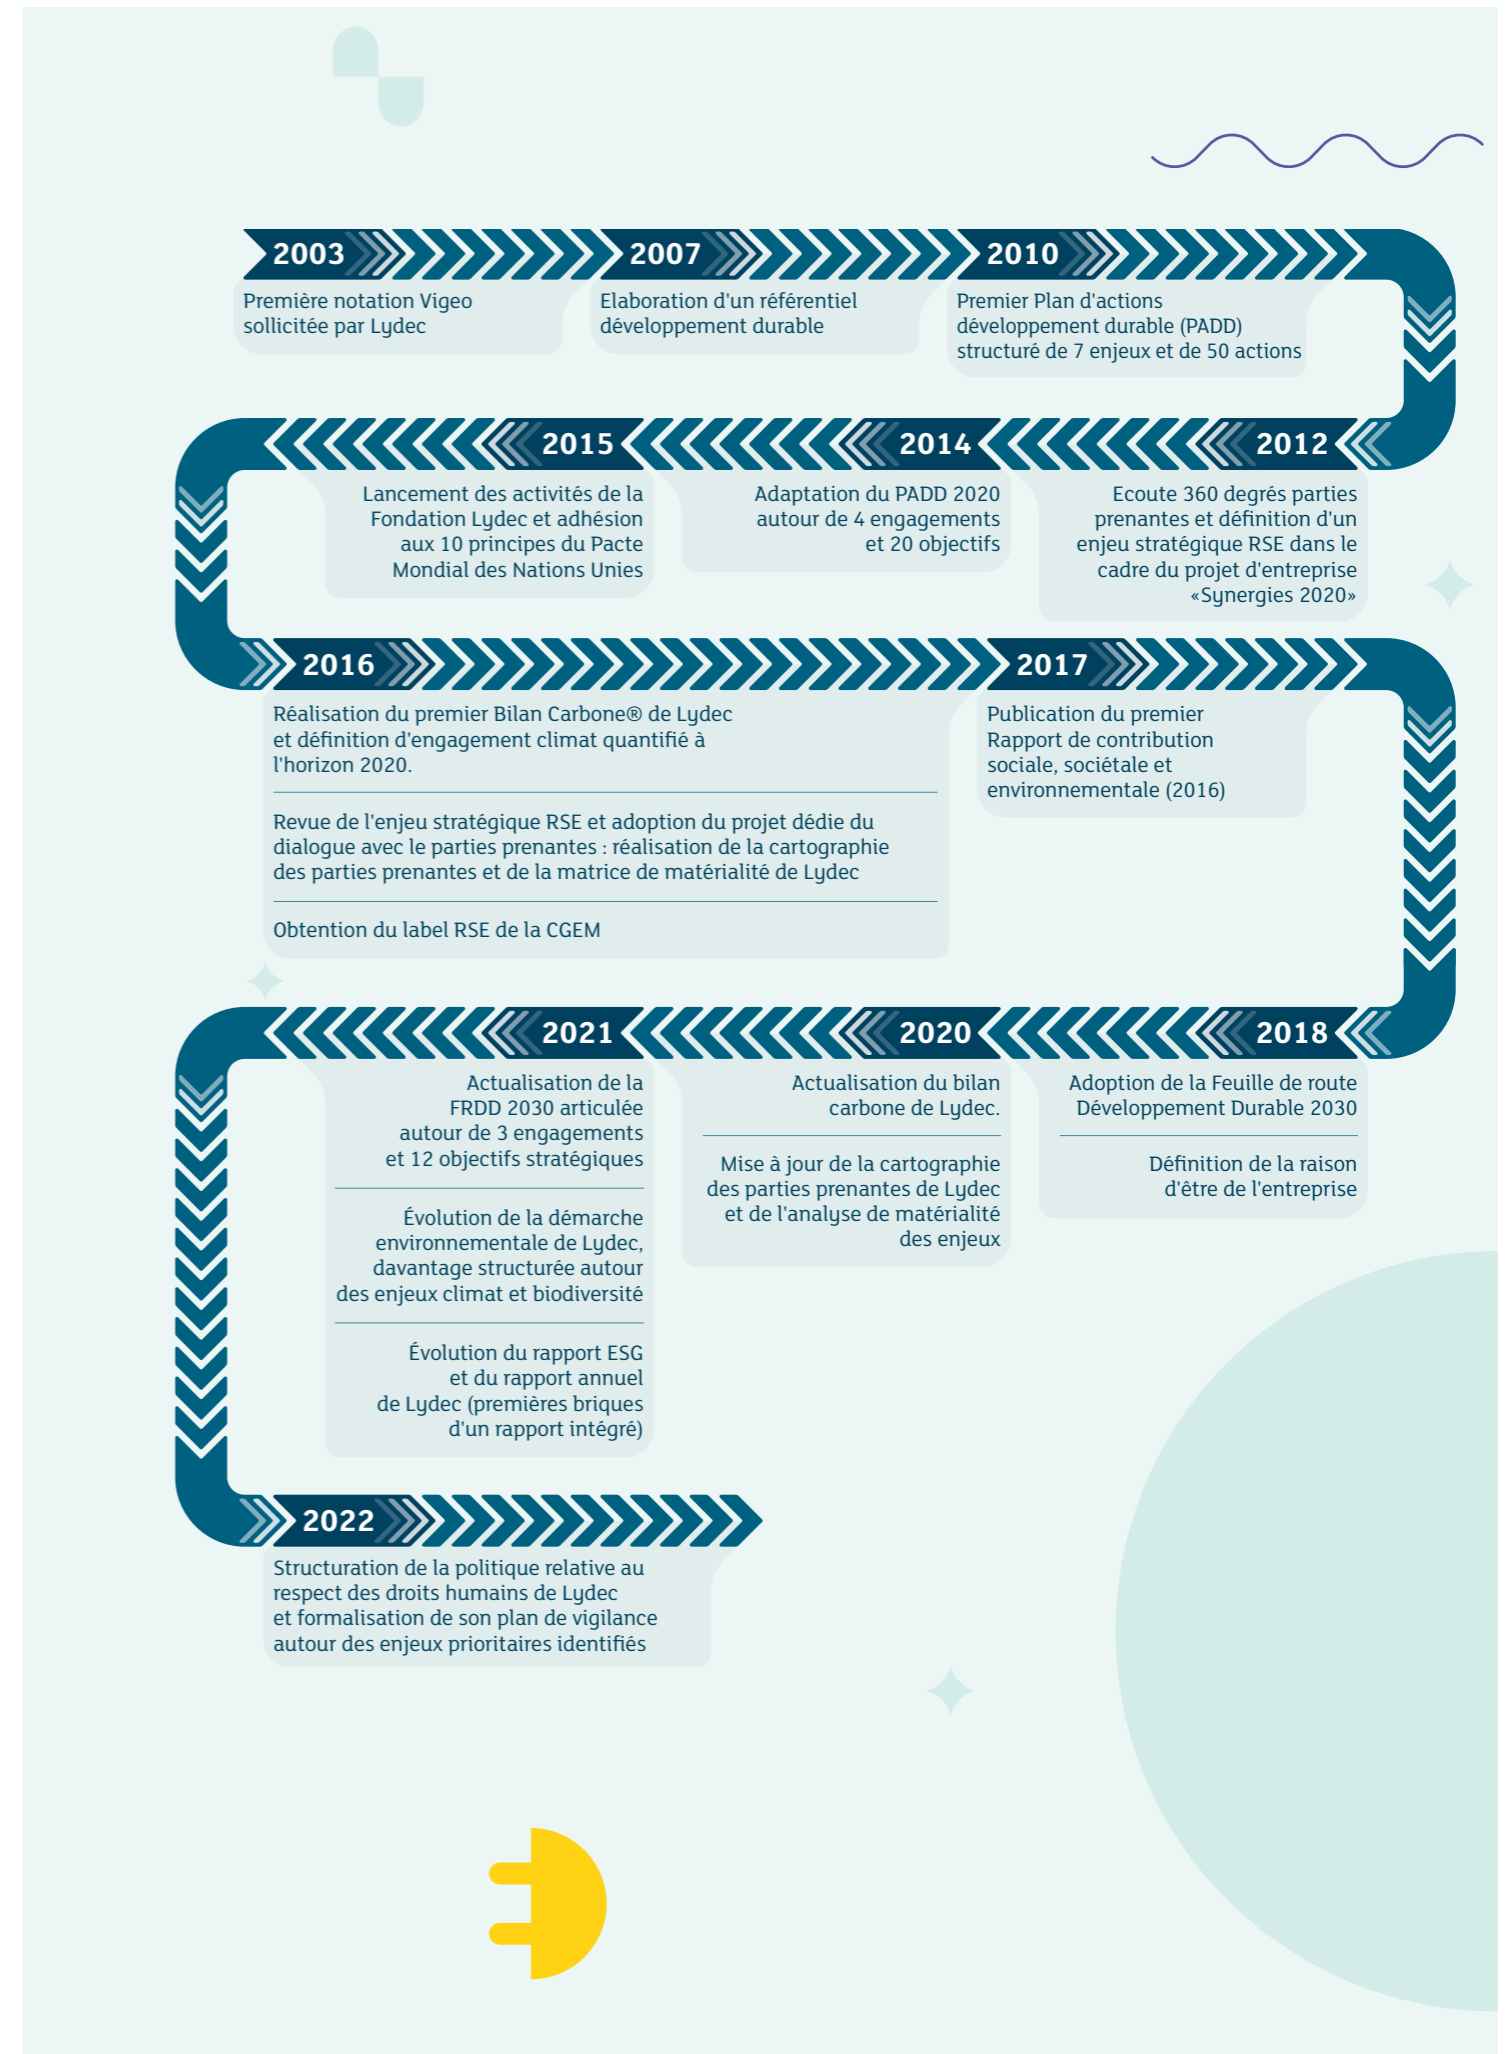 2003
Première notation Vigeo
sollicitée par Lydec
2007
Elaboration d'un référentiel
développement durable
2010
Premier Plan d'actions
développement durable (PADD)
structuré de 7 enjeux et de 50 actions
2012
Ecoute 360 degrés parties
prenantes et définition d'un
enjeu stratégique RSE dans le
cadre du projet d'entreprise
«Synergies 2020»
2014
Adaptation du PADD 2020
autour de 4 engagements
et 20 objectifs
2015
Lancement des activités de la
Fondation Lydec et adhésion
aux 10 principes du Pacte
Mondial des Nations Unies
2016
Réalisation du premier Bilan Carbone® de Lydec
et définition d'engagement climat quantifié à
l'horizon 2020.
Revue de l'enjeu stratégique RSE et adoption du projet dédie du
dialogue avec le parties prenantes : réalisation de la cartographie
des parties prenantes et de la matrice de matérialité de Lydec
Obtention du label RSE de la CGEM
2017
Publication du premier
Rapport de contribution
sociale, sociétale et
environnementale (2016)
2018
Adoption de la Feuille de route
Développement Durable 2030
Définition de la raison
d'être de l'entreprise
2020
Actualisation du bilan
carbone de Lydec.
Mise à jour de la cartographie
des parties prenantes de Lydec
et de l'analyse de matérialité
des enjeux
2021
Actualisation de la
FRDD 2030 articulée
autour de 3 engagements
et 12 objectifs stratégiques
Évolution de la démarche
environnementale de Lydec,
davantage structurée autour
des enjeux climat et biodiversité
Évolution du rapport ESG
et du rapport annuel
de Lydec (premières briques
d'un rapport intégré)
2022
Structuration de la politique relative au
respect des droits humains de Lydec
et formalisation de son plan de vigilance
autour des enjeux prioritaires identifiés